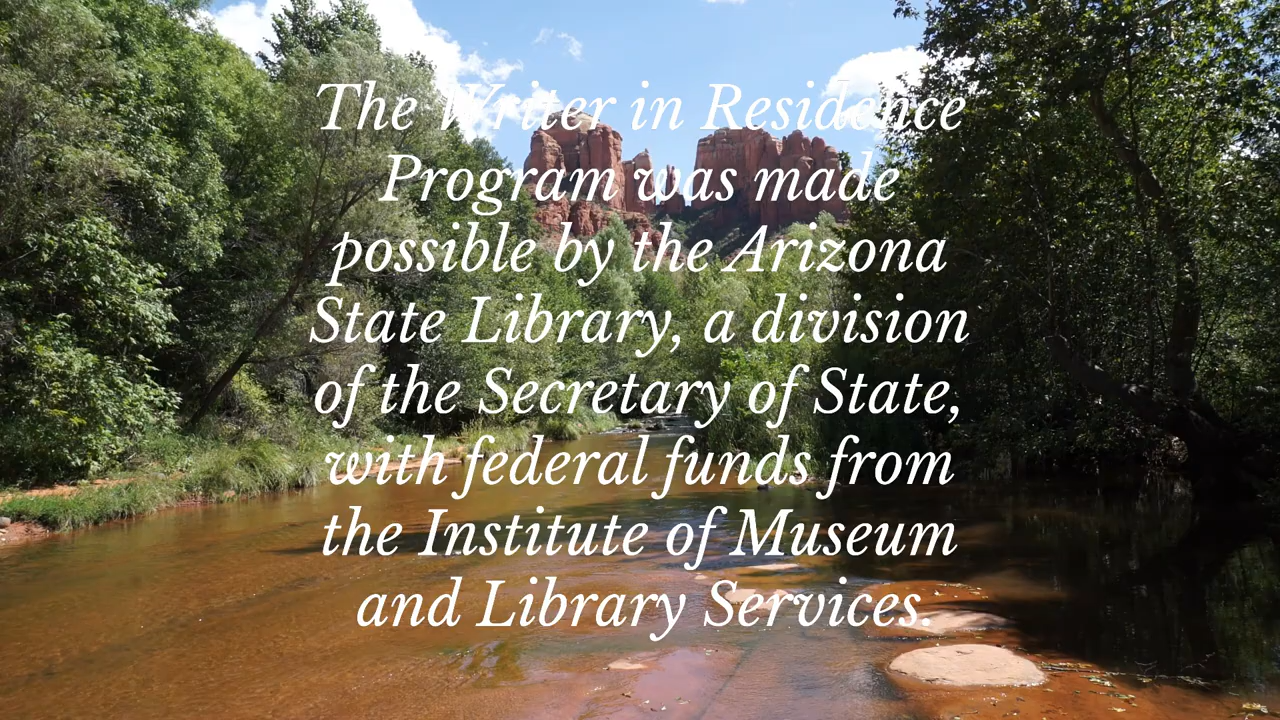 The Writer in Residence
Program was made
possible by the Arizona
State Library, a division
of the Secretary of State,
with federal funds from
the Institute of Museum
and Library Services.